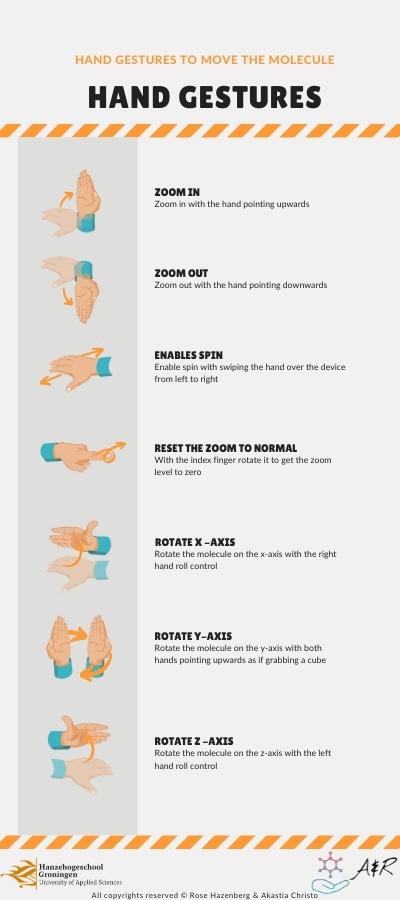 HAND GESTURES TO MOVE THE MOLECULE
HAND GESTURES
ZOOM IN
Zoom in with the hand pointing upwards
ZOOM OUT
Zoom out with the hand pointing downwards
ENABLES SPIN
Enable spin with swiping the hand over the device
from left to right
RESET THE ZOOM TO NORMAL
With the index finger rotate it to get the zoom
level to zero
ROTATE X -AXIS
Rotate the molecule on the x-axis with the right
hand roll control
ROTATE Y-AXIS
Rotate the molecule on the y-axis with both
hands pointing upwards as if grabbing a cube
ROTATE Z -AXIS
Rotate the molecule on the z-axis with the left
hand roll control
Hanzehogeschool
Groningen
University of Applied Sciences
A&R
All copyrights reserved © Rose Hazenberg & Akastia Christo